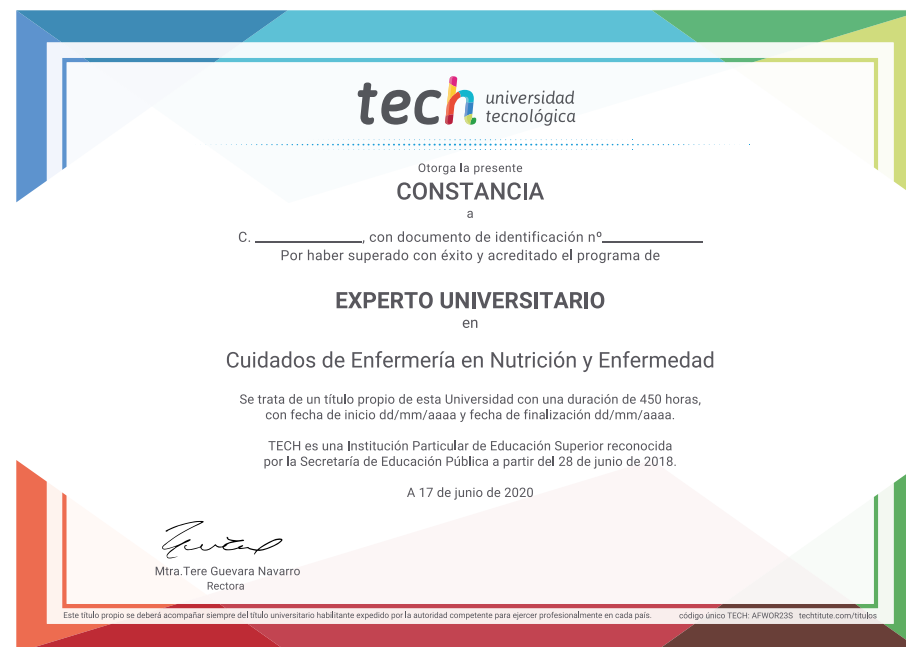 tech universidad
tecnológica
Otorga la presente
CONSTANCIA
a
C. ____________, con documento de identificación nº____________
Por haber superado con éxito y acreditado el programa de
EXPERTO UNIVERSITARIO
en
Cuidados de Enfermería en Nutrición y Enfermedad
Se trata de un título propio de esta Universidad con una duración de 450 horas,
con fecha de inicio dd/mm/aaaa y fecha de finalización dd/mm/aaaa.
TECH es una Institución Particular de Educación Superior reconocida
por la Secretaría de Educación Pública a partir del 28 de junio de 2018.
A 17 de junio de 2020
Mtra.Tere Guevara Navarro
Rectora
Este título propio se deberá acompañar siempre del título universitario habilitante expedido por la autoridad competente para ejercer profesionalmente en cada país. código único TECH: AFWOR23S techtitute.com/titulos